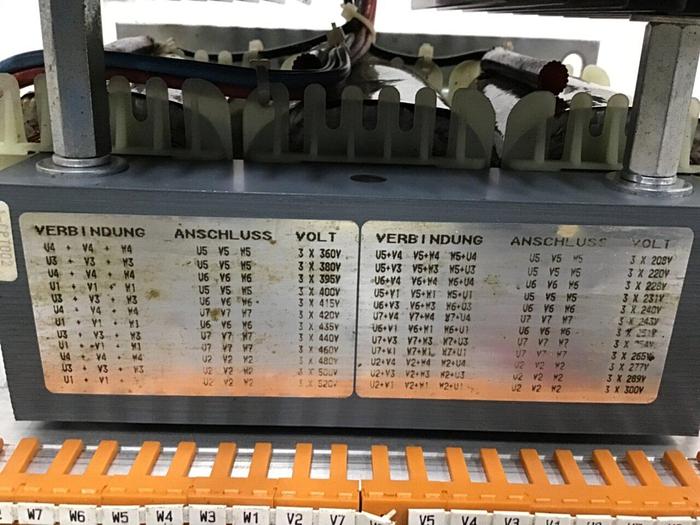 VERBINDUNG ANSCHLUSS VOLT
U4 + V4 + W4 U5 V5 W5 3 X 360V
U3 + V3 + W3 U5 V5 W5 3 X 380V
U4 + V4 + W4 U6 V6 W6 3 X 395V
U1 + V1 + W1 U5 V5 W5 3 X 400V
U3 + V3 + W3 U6 V6 W6 3 X 415V
U4 + V4 + W4 U7 V7 W7 3 X 420V
U1 + V1 + W1 U6 V6 W6 3 X 435V
U3 + V3 + W3 U7 V7 W7 3 X 440V
U1 + V1 + W1 U7 V7 W7 3 X 460V
U4 + V4 + W4 U2 V2 W2 3 X 480V
U3 + V3 + W3 U2 V2 W2 3 X 500V
U1 + V1 + W1 U2 V2 W2 3 X 520V
VERBINDUNG ANSCHLUSS VOLT
U5+V4 V5+W4 W5+U4 U5 V5 W5 3 X 208V
U5+V3 V5+W3 W5+U3 U5 V5 W5 3 X 220V
U6+V4 V6+W4 W6+U4 U6 V6 W6 3 X 228V
U5+V1 V5+W1 W5+U1 U5 V5 W5 3 X 231V
U6+V3 V6+W3 W6+U3 U6 V6 W6 3 X 240V
U7+V4 V7+W4 W7+U4 U7 V7 W7 3 X 243V
U6+V1 V6+W1 W6+U1 U6 V6 W6 3 X 251V
U7+V3 V7+W3 W7+U3 U7 V7 W7 3 X 254V
U7+V1 V7+W1 W7+U1 U7 V7 W7 3 X 265V
U2+V4 V2+W4 W2+U4 U2 V2 W2 3 X 277V
U2+V3 V2+W3 W2+U3 U2 V2 W2 3 X 289V
U2+V1 V2+W1 W2+U1 U2 V2 W2 3 X 300V
W7 W6 W5 W4 W3 W1 V2 V7 V5 V4 V3 V1